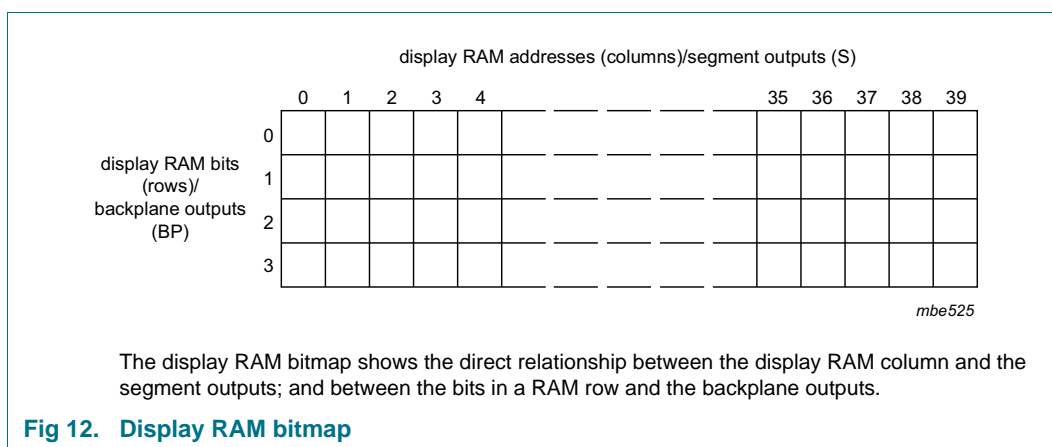 display RAM addresses (columns)/segment outputs (S)
0 1 2 3 4 35 36 37 38 39
0
display RAM bits
(rows)/
backplane outputs
(BP)
1
2
3
mbe525
The display RAM bitmap shows the direct relationship between the display RAM column and the
segment outputs; and between the bits in a RAM row and the backplane outputs.
Fig 12. Display RAM bitmap